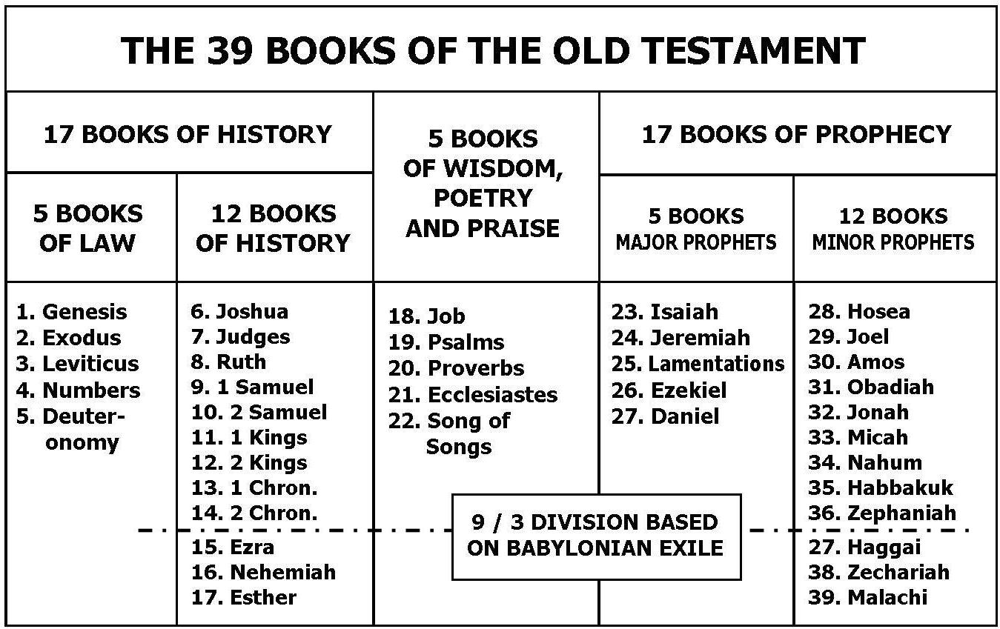 THE 39 BOOKS OF THE OLD TESTAMENT
17 BOOKS OF HISTORY
5 BOOKS
OF LAW
12 BOOKS
OF HISTORY
5 BOOKS
OF WISDOM,
POETRY
AND PRAISE
17 BOOKS OF PROPHECY
5 BOOKS
MAJOR PROPHETS
12 BOOKS
MINOR PROPHETS
1. Genesis
2. Exodus
3. Leviticus
4. Numbers
5. Deuter-
onomy
6. Joshua
7. Judges
8. Ruth
9. 1 Samuel
10. 2 Samuel
11. 1 Kings
12. 2 Kings
13. 1 Chron.
14. 2 Chron.
15. Ezra
16. Nehemiah
17. Esther
18. Job
19. Psalms
20. Proverbs
21. Ecclesiastes
22. Song of
Songs
23. Isaiah
24. Jeremiah
25. Lamentations
26. Ezekiel
27. Daniel
28. Hosea
29. Joel
30. Amos
31. Obadiah
32. Jonah
33. Micah
34. Nahum
35. Habbakuk
36. Zephaniah
27. Haggai
38. Zechariah
39. Malachi
9 / 3 DIVISION BASED
ON BABYLONIAN EXILE